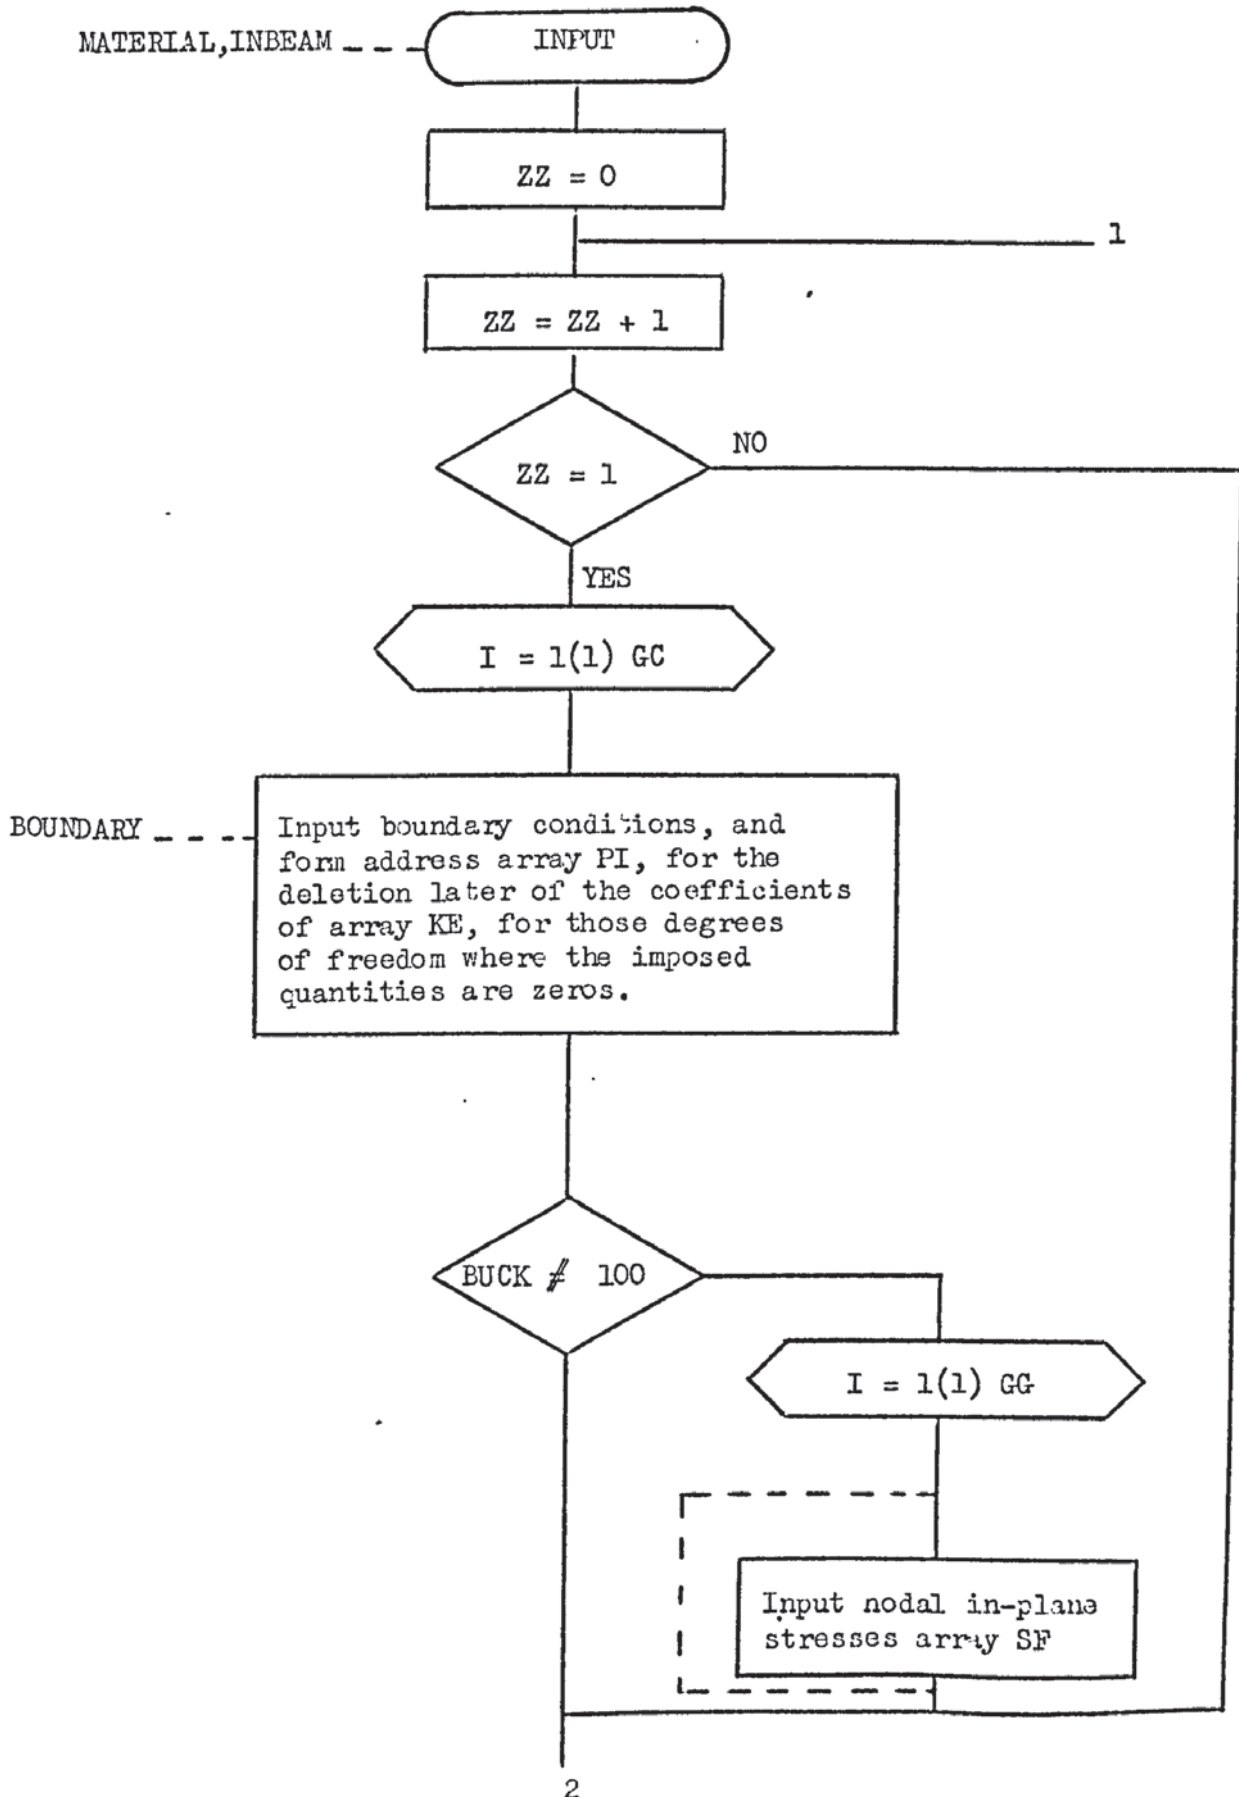 MATERIAL,INBEAM
INPUT
ZZ = 0
1
ZZ = ZZ + 1
ZZ = 1
NO
YES
I = 1(1) GC
BOUNDARY
Input boundary conditions, and
form address array PI, for the
deletion later of the coefficients
of array KE, for those degrees
of freedom where the imposed
quantities are zeros.
BUCK ≠ 100
I = 1(1) GG
Input nodal in-plane
stresses array SF
2